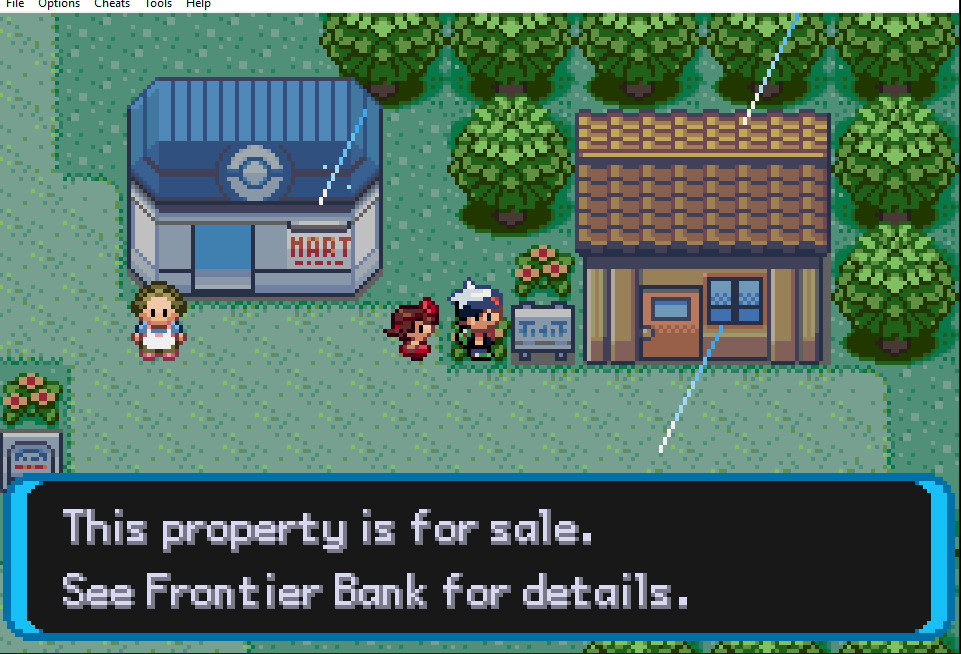 File Options Cheats Tools Help
MART
This property is for sale.
See Frontier Bank for details.